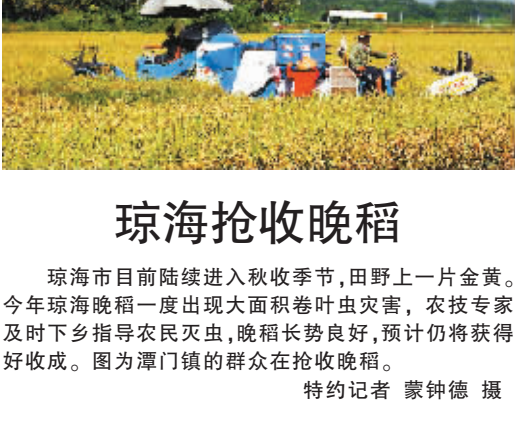 琼海抢收晚稻
琼海市目前陆续进入秋收季节,田野上一片金黄。
今年琼海晚稻一度出现大面积卷叶虫灾害，农技专家
及时下乡指导农民灭虫,晚稻长势良好,预计仍将获得
好收成。图为潭门镇的群众在抢收晚稻。
特约记者 蒙钟德 摄